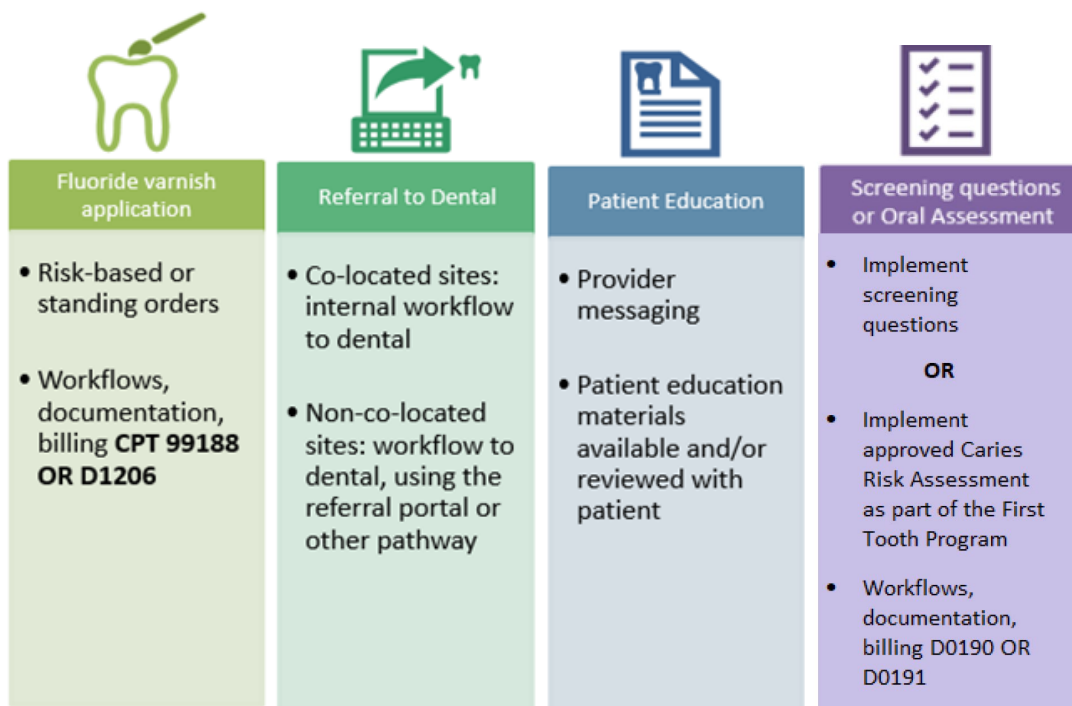 Fluoride varnish
application
• Risk-based or
standing orders
• Workflows,
documentation,
billing CPT 99188
OR D1206
Referral to Dental
• Co-located sites:
internal workflow
to dental
• Non-co-located
sites: workflow to
dental, using the
referral portal or
other pathway
Patient Education
• Provider
messaging
• Patient education
materials
available and/or
reviewed with
patient
Screening questions
or Oral Assessment
• Implement
screening
questions
OR
• Implement
approved Caries
Risk Assessment
as part of the First
Tooth Program
• Workflows,
documentation,
billing D0190 OR
D0191